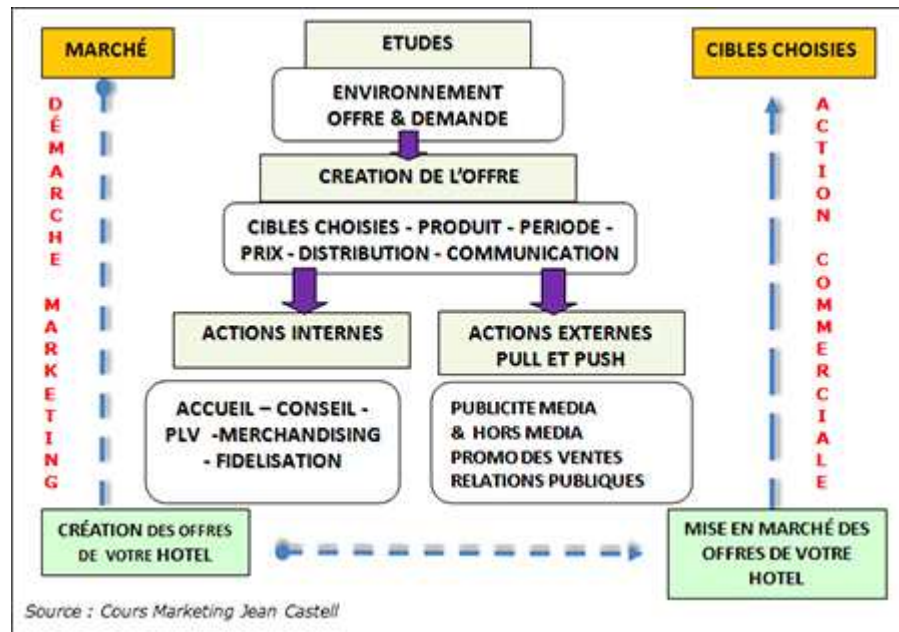 MARCHÉ
ETUDES
CIBLES CHOISIES
ENVIRONNEMENT
OFFRE & DEMANDE
CREATION DE L'OFFRE
CIBLES CHOISIES - PRODUIT - PERIODE -
PRIX - DISTRIBUTION - COMMUNICATION
DÉMARCHE MARKETING
ACTION COMMERCIALE
ACTIONS INTERNES
ACTIONS EXTERNES
PULL ET PUSH
ACCUEIL – CONSEIL -
PLV -MERCHANDISING
- FIDELISATION
PUBLICITE MEDIA
& HORS MEDIA
PROMO DES VENTES
RELATIONS PUBLIQUES
CRÉATION DES OFFRES
DE VOTRE HOTEL
MISE EN MARCHÉ DES
OFFRES DE VOTRE
HOTEL
Source : Cours Marketing Jean Castell